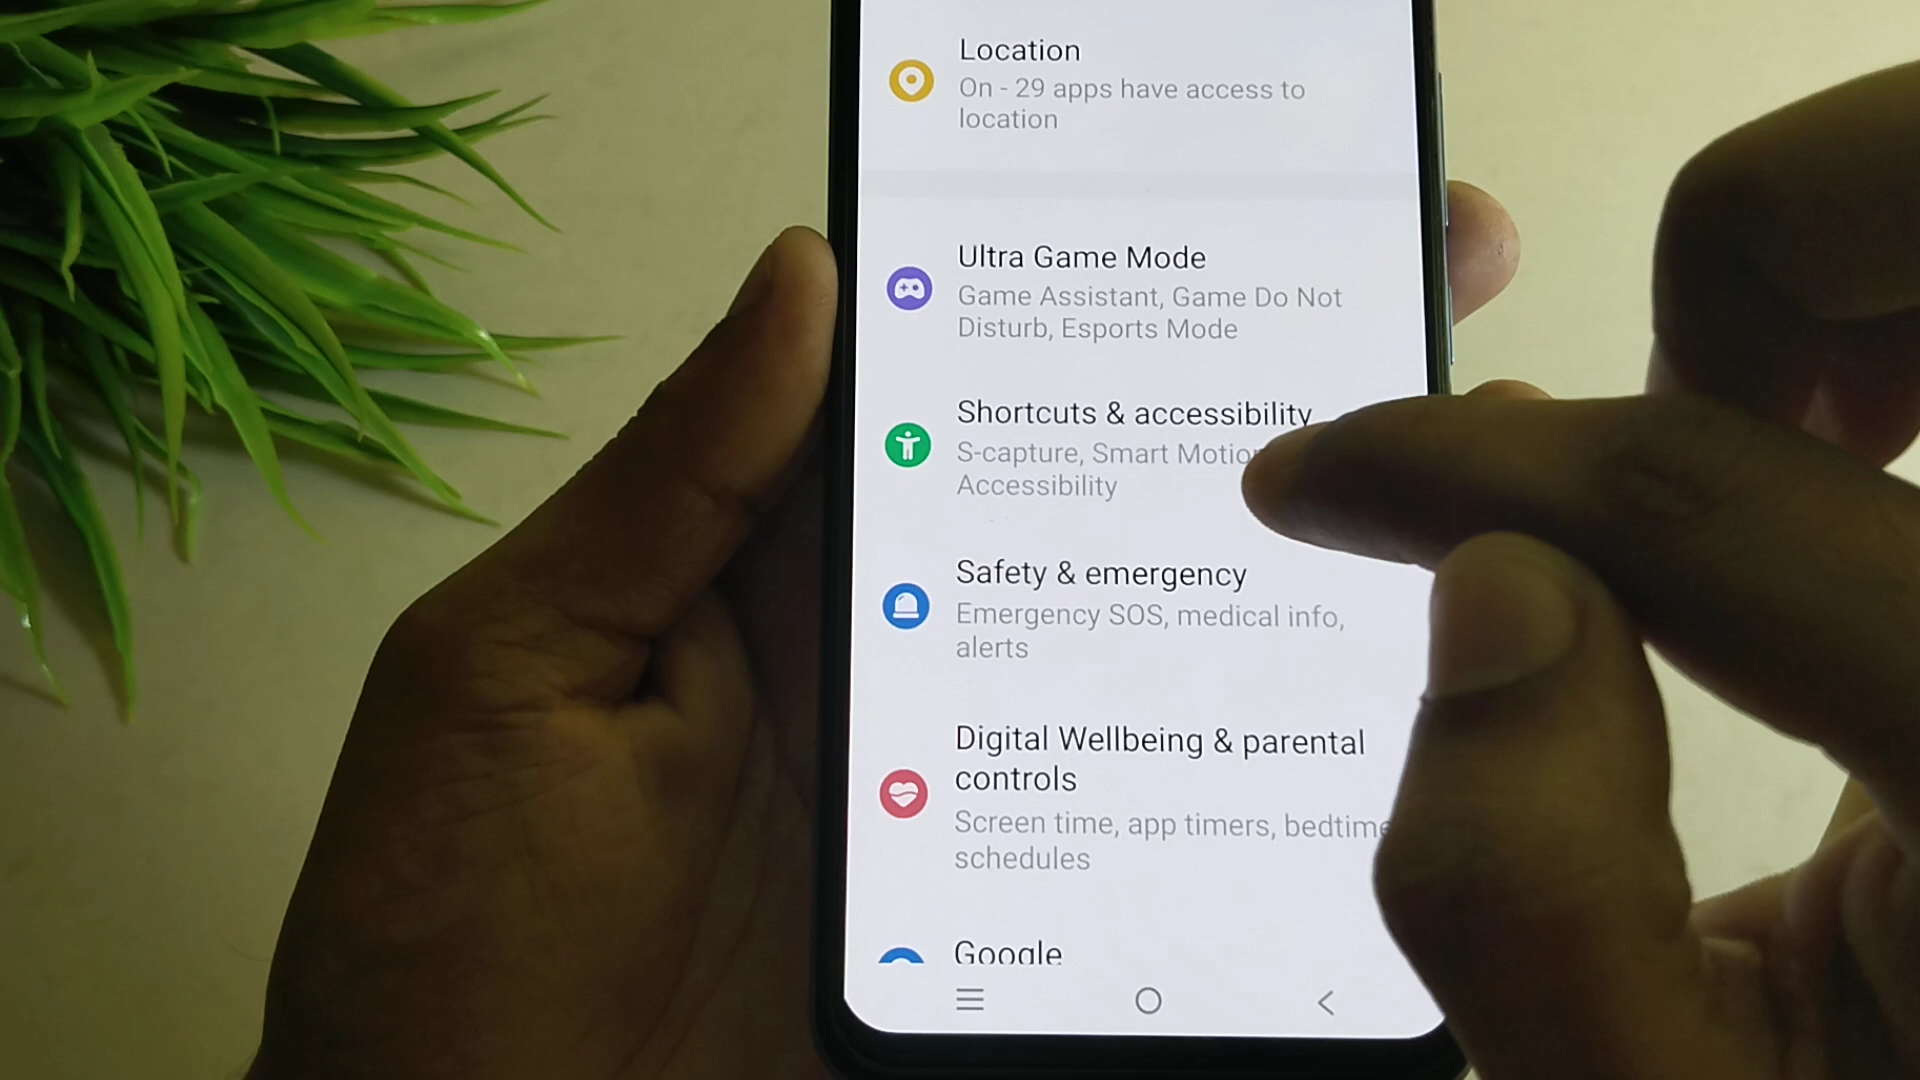 Location
On - 29 apps have access to
location
Ultra Game Mode
Game Assistant, Game Do Not
Disturb, Esports Mode
Shortcuts & accessibility
S-capture, Smart Motion
Accessibility
Safety & emergency
Emergency SOS, medical info,
alerts
Digital Wellbeing & parental
controls
Screen time, app timers, bedtime
schedules
Google